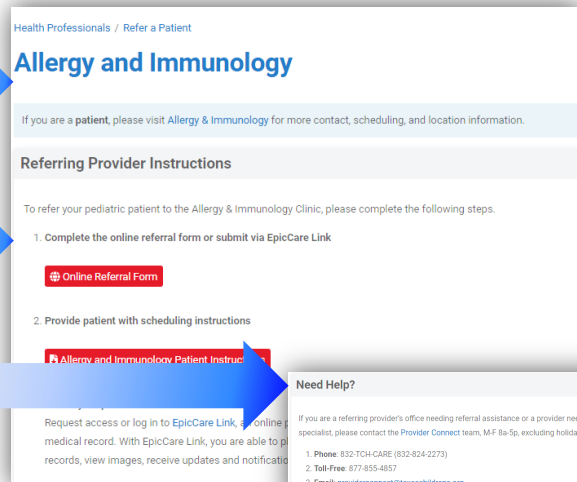 Health Professionals / Refer a Patient
Allergy and Immunology
If you are a patient, please visit Allergy & Immunology for more contact, scheduling, and location information.
Referring Provider Instructions
To refer your pediatric patient to the Allergy & Immunology Clinic, please complete the following steps.
1. Complete the online referral form or submit via EpicCare Link
Online Referral Form
2. Provide patient with scheduling instructions
Allergy and Immunology Patient
Request access or log in to EpicCare Link, online
medical record. With EpicCare Link, you are able to
records, view images, receive updates and
Need Help?
If you are a referring provider's office needing referral assistance or a provider
specialist, please contact the Provider Connect team, M-F 8a-5p, excluding
1. Phone: 832-TCH-CARE (832-824-2273)
2. Toll-Free: 877-855-4857